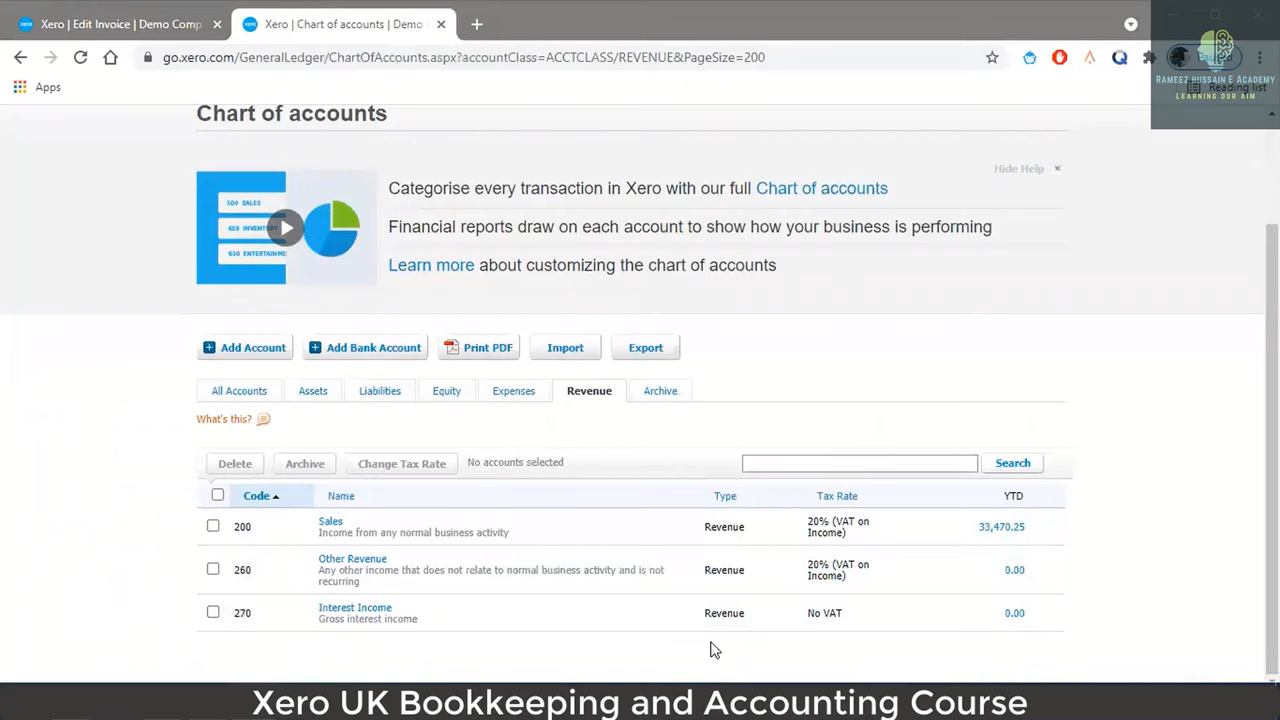 Xero | Edit Invoice | Demo Comp
Xero | Chart of accounts | Demo
go.xero.com/GeneralLedger/ChartOfAccounts.aspx?accountClass=ACCTCLASS/REVENUE&PageSize=200
Paused
Apps
Reading list
RAMEEZ HUSSAIN E ACADEMY
LEARNING OUR AIM
Chart of accounts
Hide Help
Categorise every transaction in Xero with our full Chart of accounts
Financial reports draw on each account to show how your business is performing
Learn more about customizing the chart of accounts
500 SALES
609 INVENTORY
610 ENTERTAINME
Add Account
Add Bank Account
Print PDF
Import
Export
All Accounts
Assets
Liabilities
Equity
Expenses
Revenue
Archive
What's this?
Delete
Archive
Change Tax Rate
No accounts selected
Search
Code
Name
Type
Tax Rate
YTD
200
Sales
Income from any normal business activity
Revenue
20% (VAT on
Income)
33,470.25
260
Other Revenue
Any other income that does not relate to normal business activity and is not
recurring
Revenue
20% (VAT on
Income)
0.00
270
Interest Income
Gross interest income
Revenue
No VAT
0.00
Xero UK Bookkeeping and Accounting Course